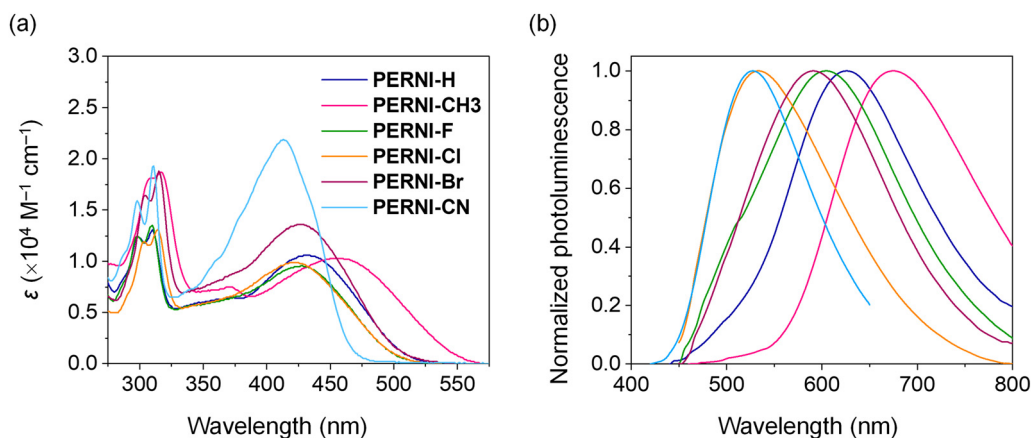 (a)
3.0
2.5
2.0
1.5
1.0
0.5
0.0
ε (×10⁴ M⁻¹ cm⁻¹)
300 350 400 450 500 550
Wavelength (nm)
PERNI-H
PERNI-CH3
PERNI-F
PERNI-Cl
PERNI-Br
PERNI-CN
(b)
1.0
0.8
0.6
0.4
0.2
0.0
Normalized photoluminescence
400 500 600 700 800
Wavelength (nm)